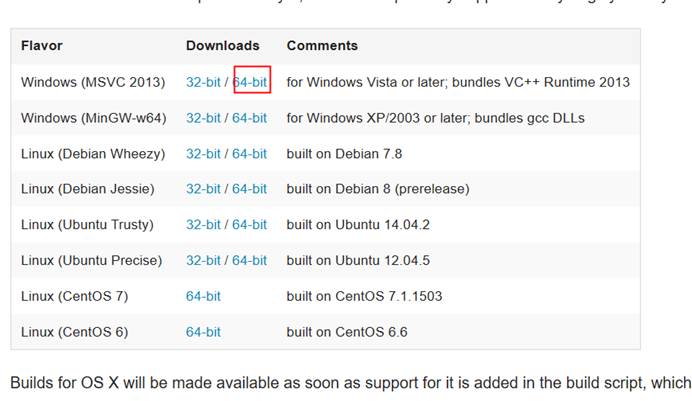 Flavor Downloads Comments
Windows (MSVC 2013) 32-bit / 64-bit for Windows Vista or later; bundles VC++ Runtime 2013
Windows (MinGW-w64) 32-bit / 64-bit for Windows XP/2003 or later; bundles gcc DLLs
Linux (Debian Wheezy) 32-bit / 64-bit built on Debian 7.8
Linux (Debian Jessie) 32-bit / 64-bit built on Debian 8 (prerelease)
Linux (Ubuntu Trusty) 32-bit / 64-bit built on Ubuntu 14.04.2
Linux (Ubuntu Precise) 32-bit / 64-bit built on Ubuntu 12.04.5
Linux (CentOS 7) 64-bit built on CentOS 7.1.1503
Linux (CentOS 6) 64-bit built on CentOS 6.6
Builds for OS X will be made available as soon as support for it is added in the build script, which